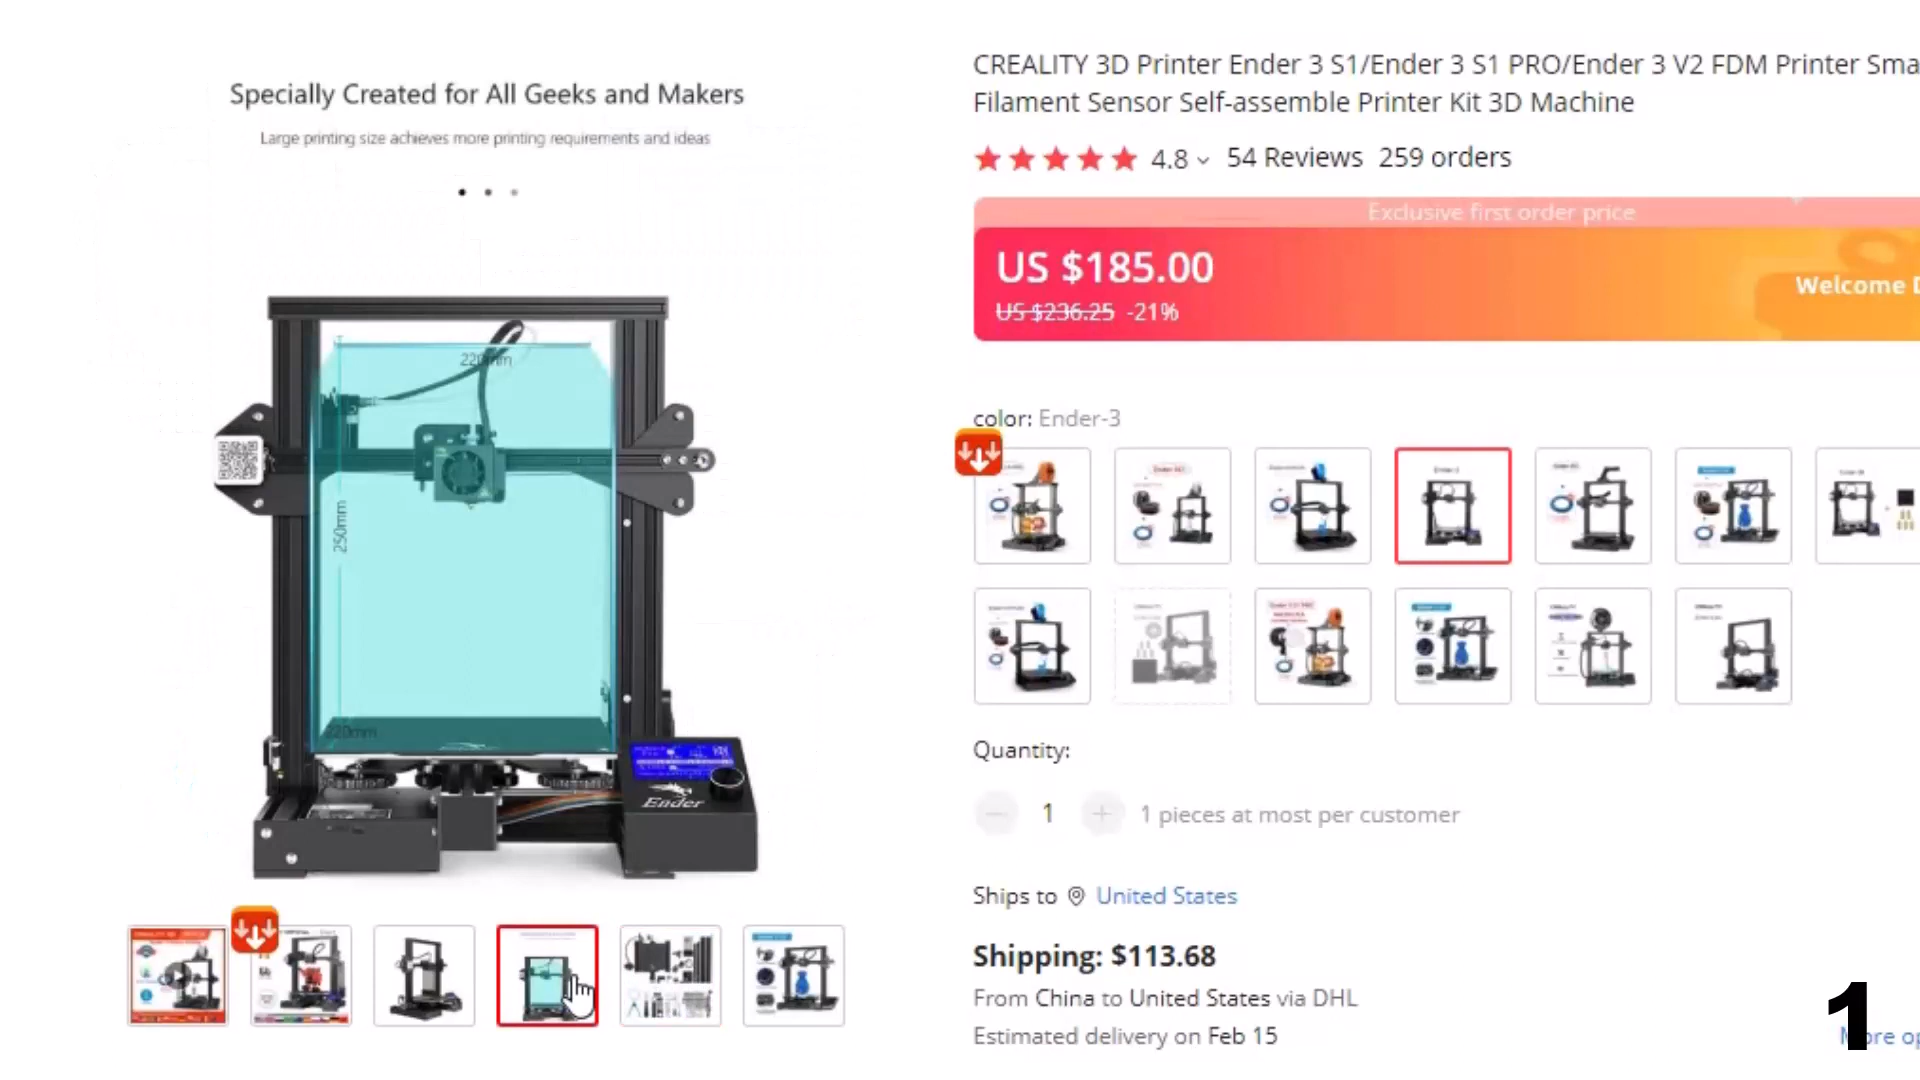 Specially Created for All Geeks and Makers
Large printing size achieves more printing requirements and ideas
220mm
250mm
220mm
Ender
CREALITY 3D Printer Ender 3 S1/Ender 3 S1 PRO/Ender 3 V2 FDM Printer Sma
Filament Sensor Self-assemble Printer Kit 3D Machine
4.8 54 Reviews 259 orders
Exclusive first order price
US $185.00
US $236.25 -21%
Welcome D
color: Ender-3
Quantity:
1 1 pieces at most per customer
Ships to United States
Shipping: $113.68
From China to United States via DHL
Estimated delivery on Feb 15
More op
1